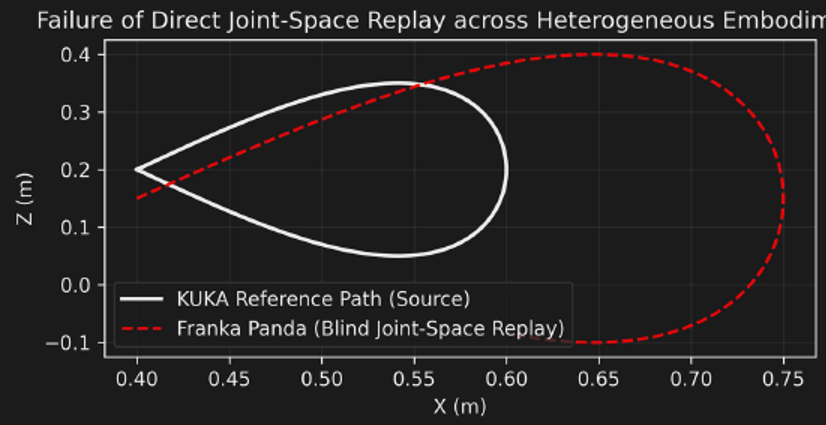 Failure of Direct Joint-Space Replay across Heterogeneous Embodim
0.4
0.3
0.2
0.1
0.0
−0.1
Z (m)
KUKA Reference Path (Source)
Franka Panda (Blind Joint-Space Replay)
0.40 0.45 0.50 0.55 0.60 0.65 0.70 0.75
X (m)